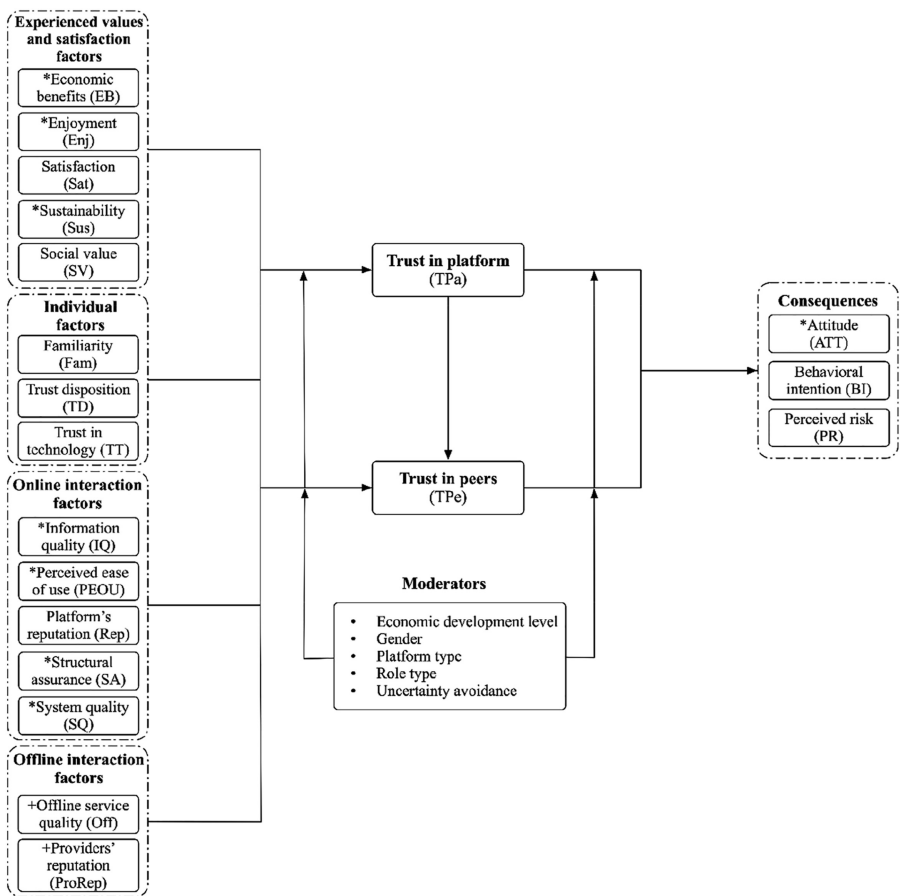 Experienced values
and satisfaction
factors
*Economic
benefits (EB)
*Enjoyment
(Enj)
Satisfaction
(Sat)
*Sustainability
(Sus)
Social value
(SV)
Individual
factors
Familiarity
(Fam)
Trust disposition
(TD)
Trust in
technology (TT)
Online interaction
factors
*Information
quality (IQ)
*Perceived ease
of use (PEOU)
Platform's
reputation (Rep)
*Structural
assurance (SA)
*System quality
(SQ)
Offline interaction
factors
+Offline service
quality (Off)
+Providers'
reputation
(ProRep)
Trust in platform
(TPa)
Trust in peers
(TPe)
Moderators
• Economic development level
• Gender
• Platform type
• Role type
• Uncertainty avoidance
Consequences
*Attitude
(ATT)
Behavioral
intention (BI)
Perceived risk
(PR)